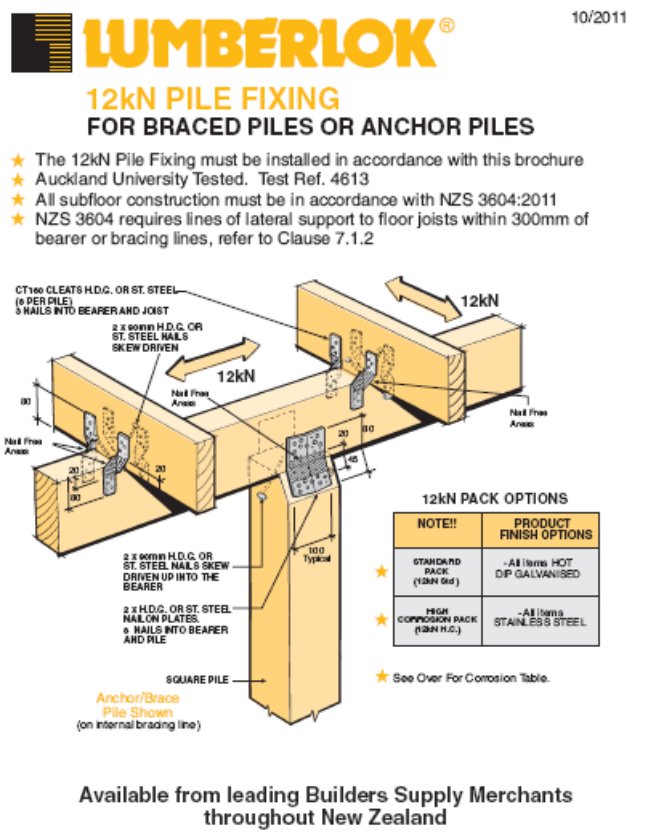 10/2011
LUMBERLOK®
12kN PILE FIXING
FOR BRACED PILES OR ANCHOR PILES
★ The 12kN Pile Fixing must be installed in accordance with this brochure
★ Auckland University Tested. Test Ref. 4613
★ All subfloor construction must be in accordance with NZS 3604:2011
★ NZS 3604 requires lines of lateral support to floor joists within 300mm of
bearer or bracing lines, refer to Clause 7.1.2
CT160 CLEATS H.D.G. OR ST. STEEL
(8 PER PILE)
3 NAILS INTO BEARER AND JOIST
2 x 90mm H.D.G. OR
ST. STEEL NAILS
SKEW DRIVEN
12kN
12kN
Nail Free
Areas
Nail Free
Areas
Nail Free
Areas
80
20
80
20
20
80
45
100
Typical
2 x 90mm H.D.G. OR
ST. STEEL NAILS SKEW
DRIVEN UP INTO THE
BEARER
2 x H.D.G. OR ST. STEEL
NAILON PLATES.
8 NAILS INTO BEARER
AND PILE
SQUARE PILE
Anchor/Brace
Pile Shown
(on internal bracing line)
12kN PACK OPTIONS
NOTE!! PRODUCT
FINISH OPTIONS
★ STANDARD
PACK
(12kN Std)
-All items HOT
DIP GALVANISED
★ HIGH
CORROSION PACK
(12kN H.C.)
-All items
STAINLESS STEEL
★ See Over For Corrosion Table.
Available from leading Builders Supply Merchants
throughout New Zealand